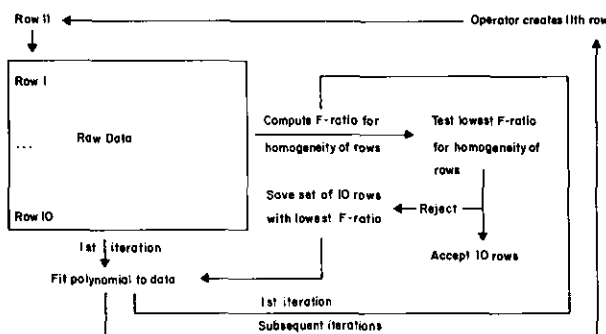 Row 11
Operator creates 11th row
Row 1
...
Raw Data
Row 10
Compute F-ratio for
homogeneity of rows
Test lowest F-ratio
for homogeneity of
rows
Save set of 10 rows
with lowest F-ratio
Reject
Accept 10 rows
1st iteration
Fit polynomial to data
1st iteration
Subsequent iterations